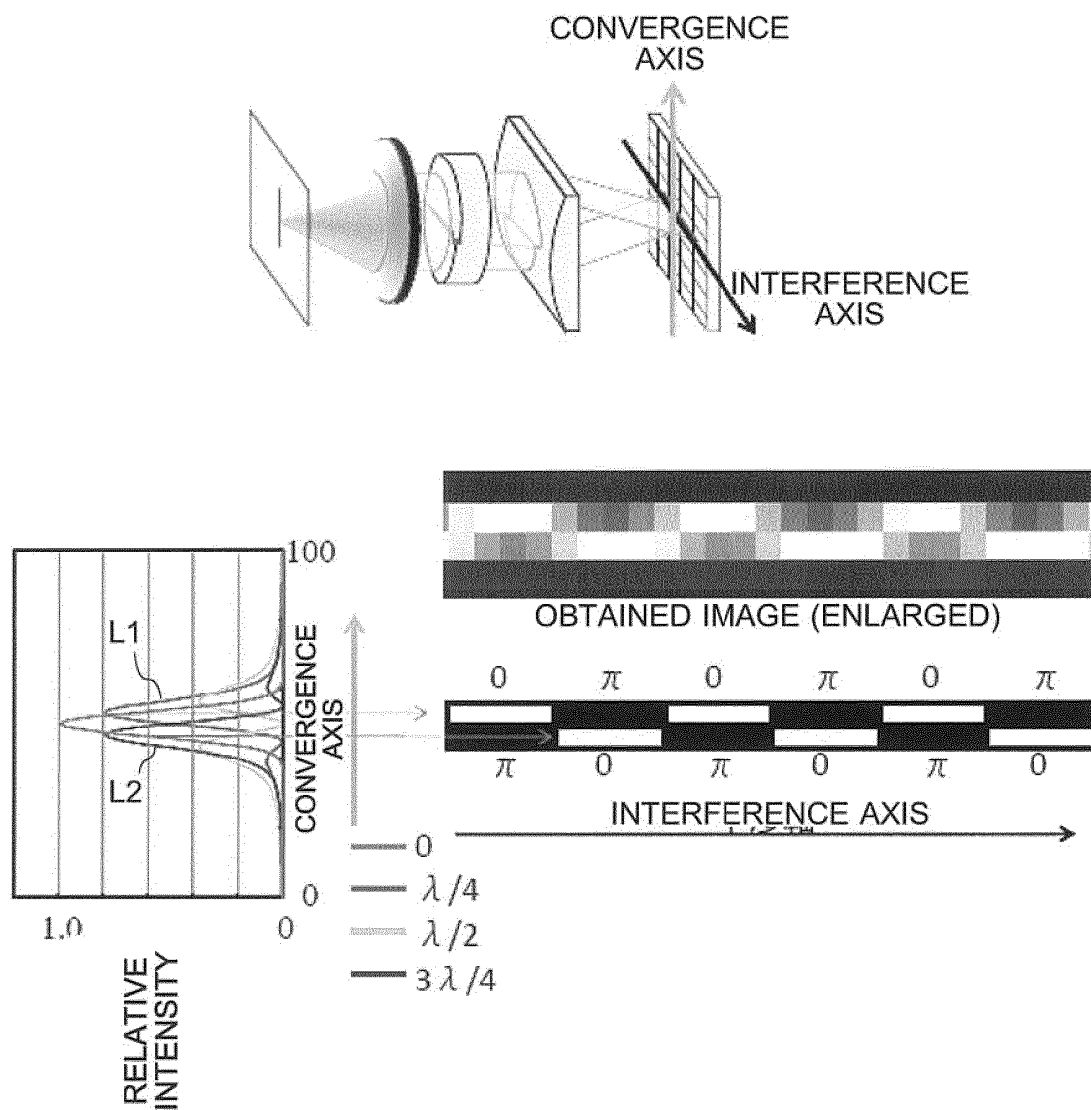 CONVERGENCE
AXIS
INTERFERENCE
AXIS
OBTAINED IMAGE (ENLARGED)
100
L1
CONVERGENCE
AXIS
0 π 0 π 0 π
L2
π 0 π 0 π 0
INTERFERENCE AXIS
0
1.0 0
RELATIVE
INTENSITY
0
λ/4
λ/2
3λ/4